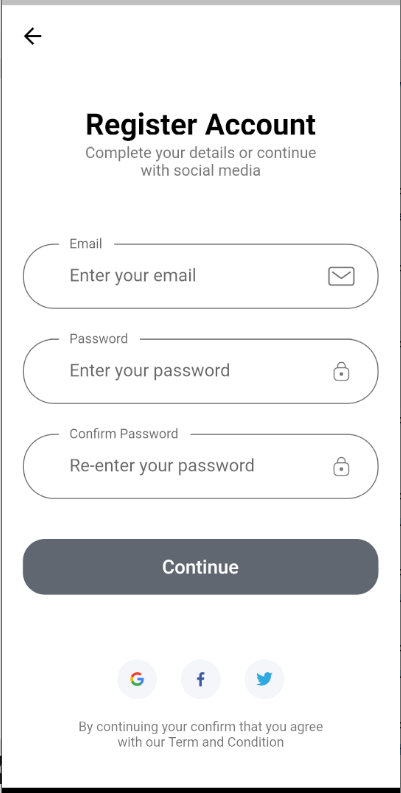 Register Account
Complete your details or continue
with social media
Email
Enter your email
Password
Enter your password
Confirm Password
Re-enter your password
Continue
By continuing your confirm that you agree
with our Term and Condition